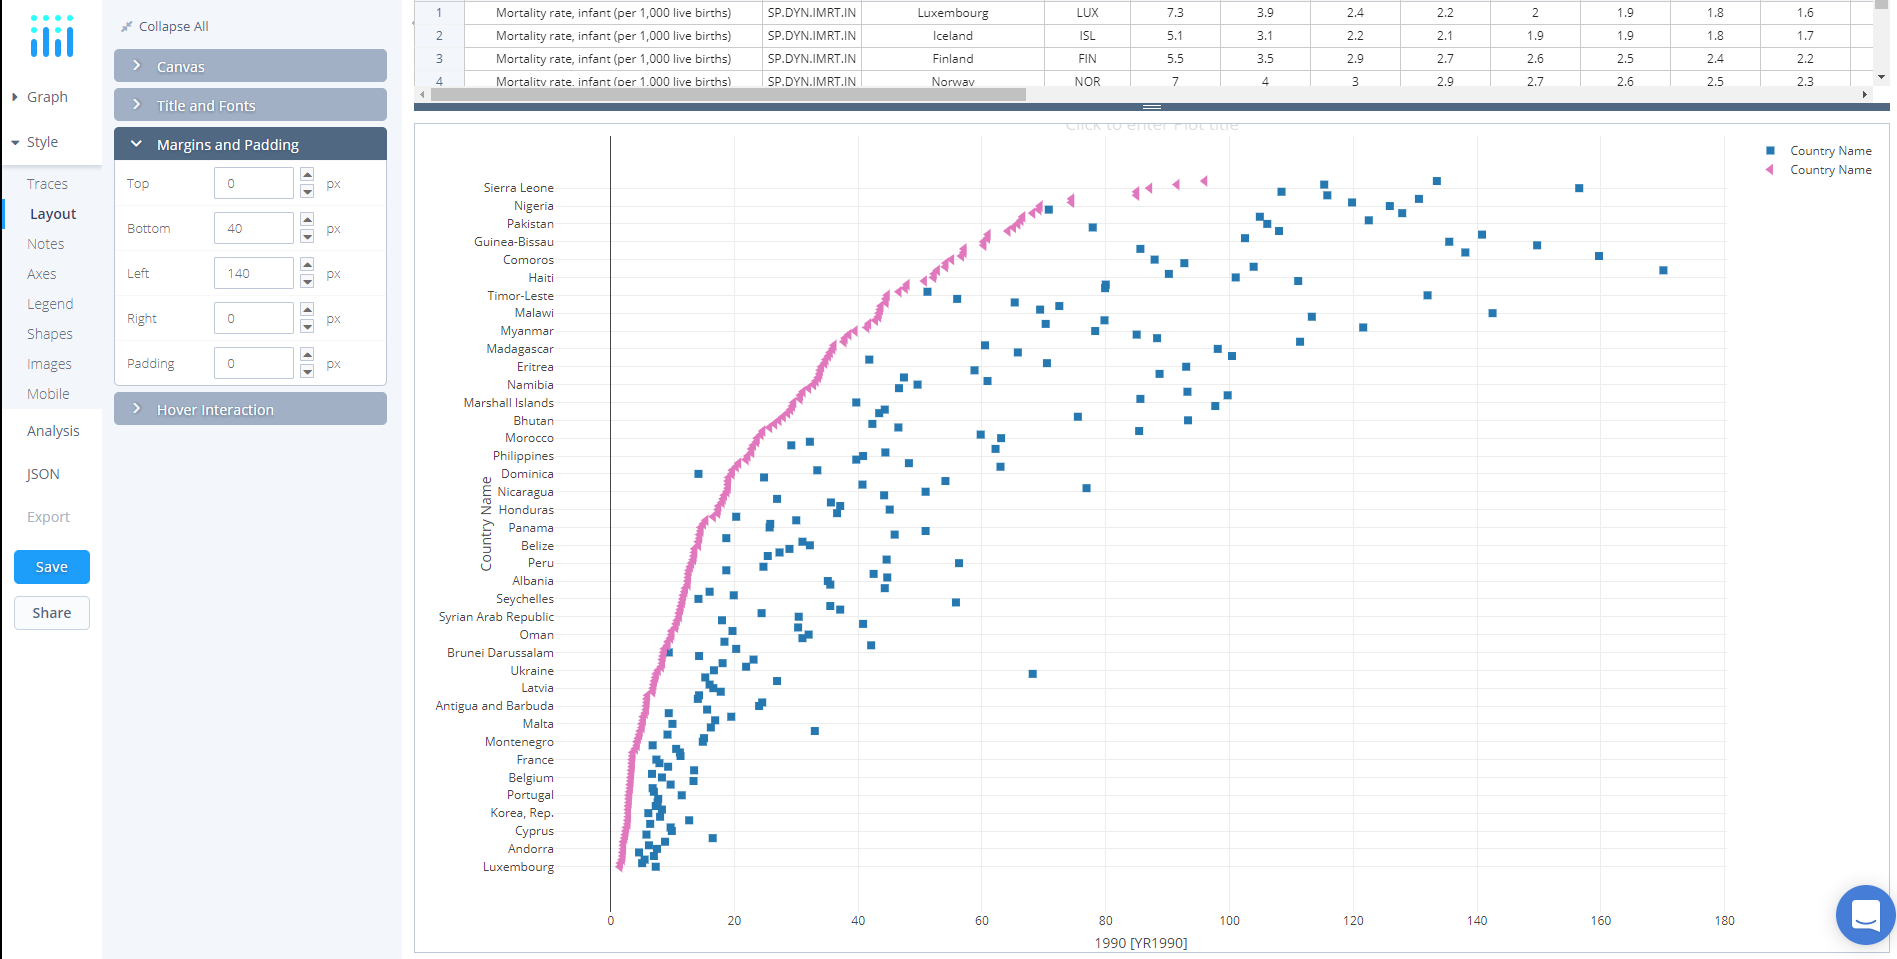 Collapse All
Canvas
Title and Fonts
Margins and Padding
Top 0 px
Bottom 40 px
Left 140 px
Right 0 px
Padding 0 px
Hover Interaction
Graph
Style
Traces
Layout
Notes
Axes
Legend
Shapes
Images
Mobile
Analysis
JSON
Export
Save
Share
1 Mortality rate, infant (per 1,000 live births) SP.DYN.IMRT.IN Luxembourg LUX 7.3 3.9 2.4 2.2 2 1.9 1.8 1.6
2 Mortality rate, infant (per 1,000 live births) SP.DYN.IMRT.IN Iceland ISL 5.1 3.1 2.2 2.1 1.9 1.9 1.8 1.7
3 Mortality rate, infant (per 1,000 live births) SP.DYN.IMRT.IN Finland FIN 5.5 3.5 2.9 2.7 2.6 2.5 2.4 2.2
4 Mortality rate, infant (per 1,000 live births) SP.DYN.IMRT.IN Norway NOR 7 4 3 2.9 2.7 2.6 2.5 2.3
Click to enter Plot title
Country Name
Country Name
Sierra Leone
Nigeria
Pakistan
Guinea-Bissau
Comoros
Haiti
Timor-Leste
Malawi
Myanmar
Madagascar
Eritrea
Namibia
Marshall Islands
Bhutan
Morocco
Philippines
Dominica
Nicaragua
Honduras
Panama
Belize
Peru
Albania
Seychelles
Syrian Arab Republic
Oman
Brunei Darussalam
Ukraine
Latvia
Antigua and Barbuda
Malta
Montenegro
France
Belgium
Portugal
Korea, Rep.
Cyprus
Andorra
Luxembourg
Country Name
0 20 40 60 80 100 120 140 160 180
1990 [YR1990]